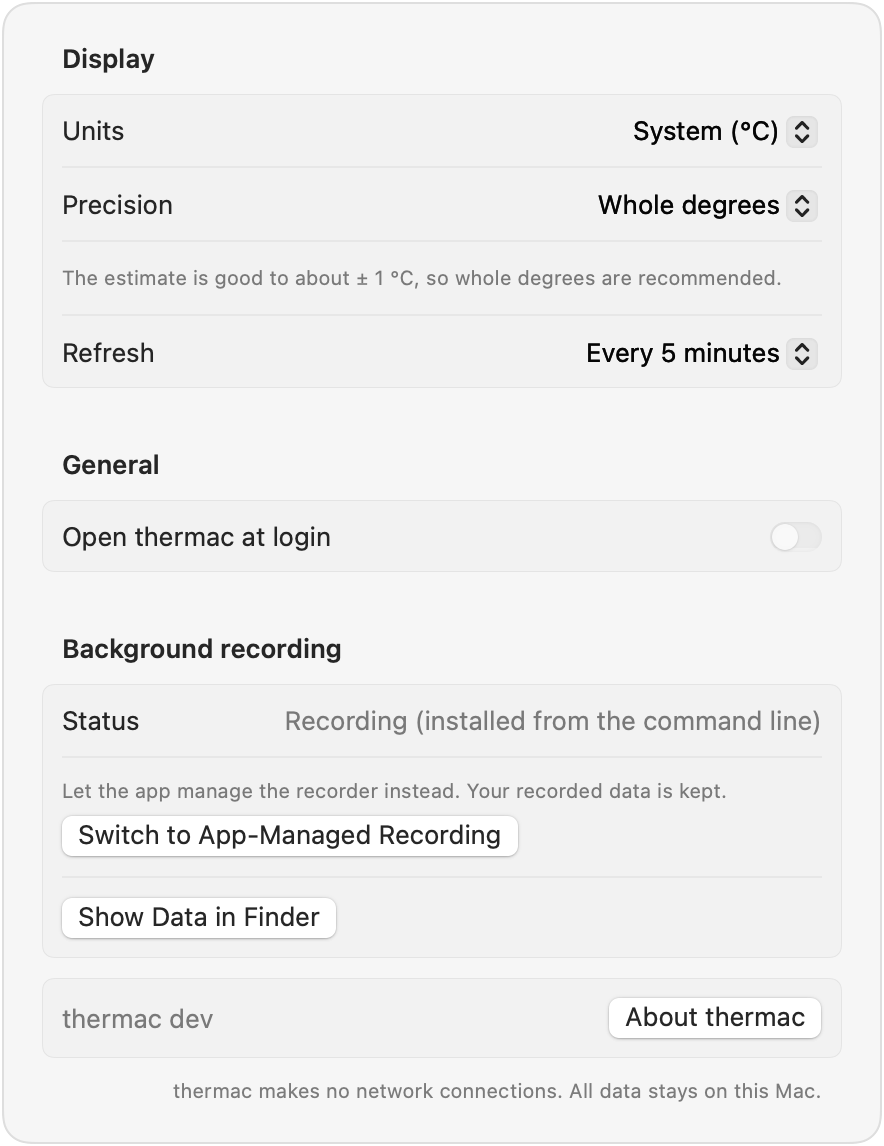 Display
Units System (°C)
Precision Whole degrees
The estimate is good to about ± 1 °C, so whole degrees are recommended.
Refresh Every 5 minutes
General
Open thermac at login
Background recording
Status Recording (installed from the command line)
Let the app manage the recorder instead. Your recorded data is kept.
Switch to App-Managed Recording
Show Data in Finder
thermac dev About thermac
thermac makes no network connections. All data stays on this Mac.